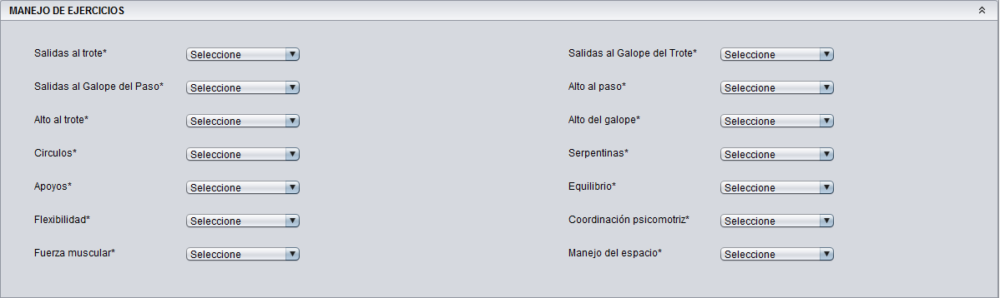 MANEJO DE EJERCICIOS
Salidas al trote* Seleccione Salidas al Galope del Trote* Seleccione
Salidas al Galope del Paso* Seleccione Alto al paso* Seleccione
Alto al trote* Seleccione Alto del galope* Seleccione
Circulos* Seleccione Serpentinas* Seleccione
Apoyos* Seleccione Equilibrio* Seleccione
Flexibilidad* Seleccione Coordinación psicomotriz* Seleccione
Fuerza muscular* Seleccione Manejo del espacio* Seleccione